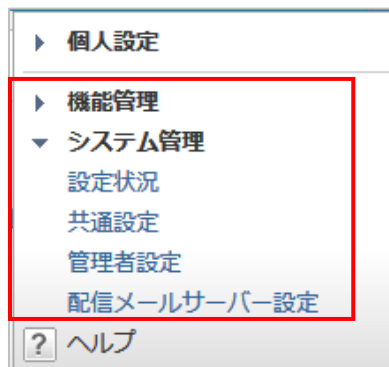 個人設定
機能管理
システム管理
設定状況
共通設定
管理者設定
配信メールサーバー設定
? ヘルプ